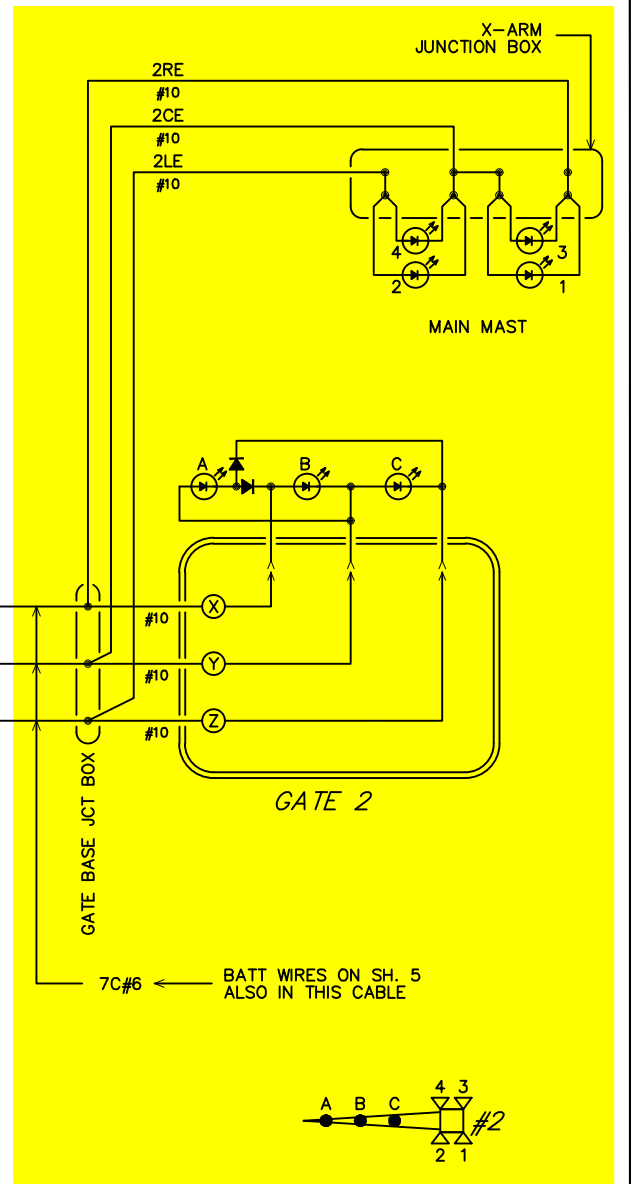 X-ARM
JUNCTION BOX
2RE
#10
2CE
#10
2LE
#10
4
3
2
1
MAIN MAST
A
B
C
X
#10
Y
#10
Z
#10
GATE 2
GATE BASE JCT BOX
7C#6
BATT WIRES ON SH. 5
ALSO IN THIS CABLE
4 3
A B C
#2
2 1